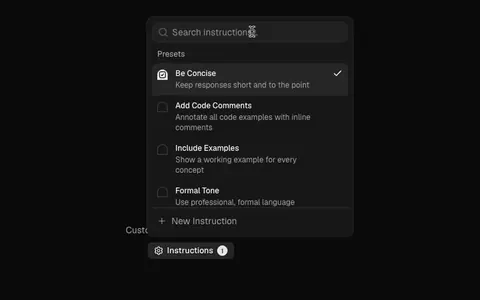 Search instructions
Presets
Be Concise
Keep responses short and to the point
Add Code Comments
Annotate all code examples with inline
comments
Include Examples
Show a working example for every
concept
Formal Tone
Use professional, formal language
New Instruction
Custo
Instructions 1